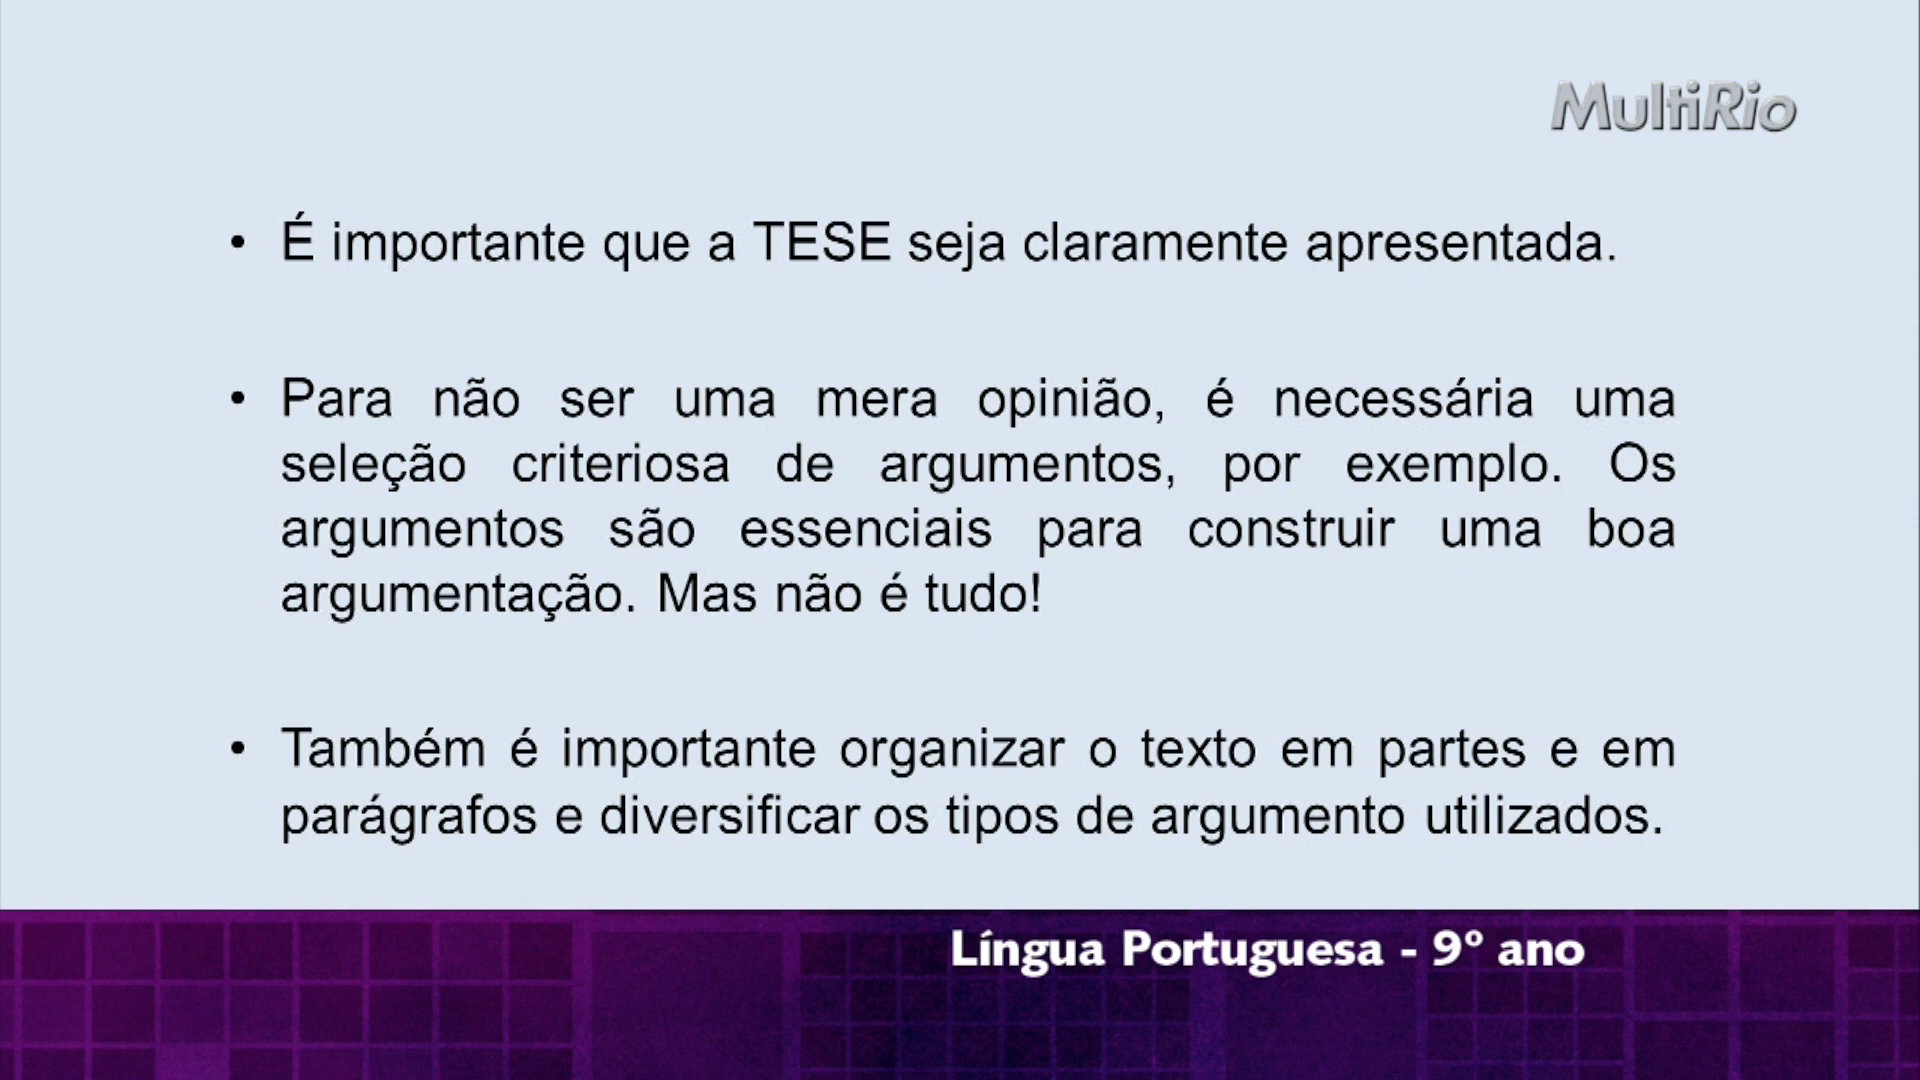 MultiRio
• É importante que a TESE seja claramente apresentada.
• Para não ser uma mera opinião, é necessária uma
seleção criteriosa de argumentos, por exemplo. Os
argumentos são essenciais para construir uma boa
argumentação. Mas não é tudo!
• Também é importante organizar o texto em partes e em
parágrafos e diversificar os tipos de argumento utilizados.
Língua Portuguesa - 9º ano